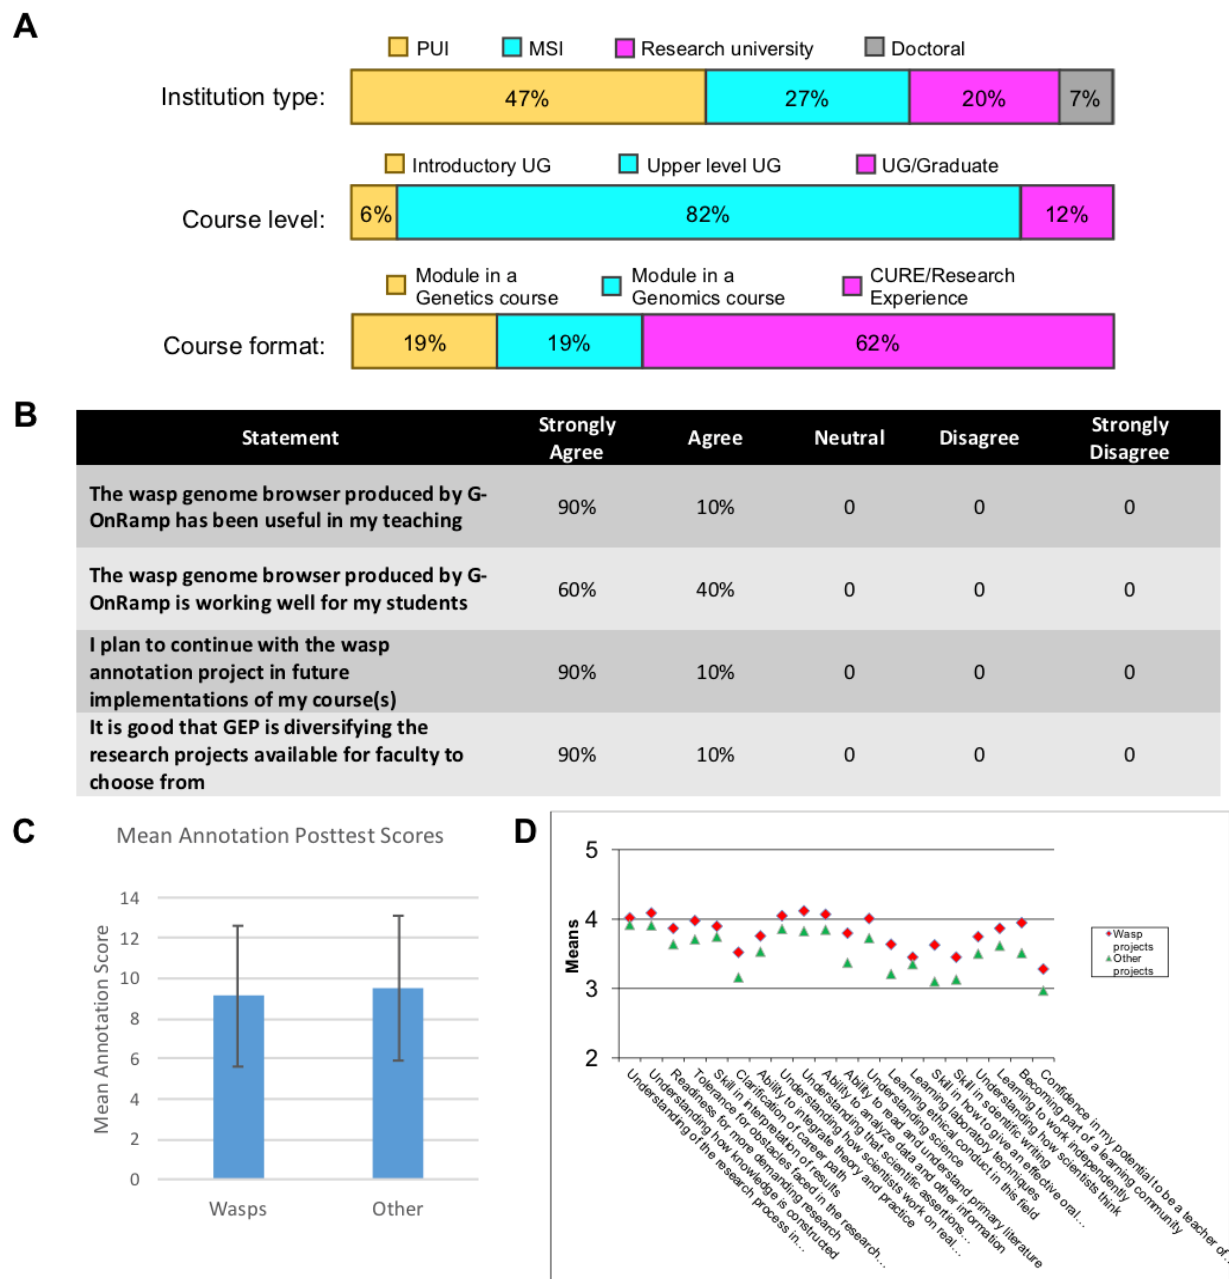 A
PUI MSI Research university Doctoral
Institution type: 47% 27% 20% 7%
Introductory UG Upper level UG UG/Graduate
Course level: 6% 82% 12%
Module in a Genetics course
Module in a Genomics course
CURE/Research Experience
Course format: 19% 19% 62%
B
Statement Strongly Agree Agree Neutral Disagree Strongly Disagree
The wasp genome browser produced by G-
OnRamp has been useful in my teaching
90% 10% 0 0 0
The wasp genome browser produced by G-
OnRamp is working well for my students
60% 40% 0 0 0
I plan to continue with the wasp
annotation project in future
implementations of my course(s)
90% 10% 0 0 0
It is good that GEP is diversifying the
research projects available for faculty to
choose from
90% 10% 0 0 0
C
Mean Annotation Posttest Scores
Mean Annotation Score
14
12
10
8
6
4
2
0
Wasps Other
D
Means
5
4
3
2
Wasp
projects
Other
projects
Understanding of the research process in...
Understanding how knowledge is constructed
Readiness for more demanding research
Tolerance for obstacles faced in the research...
Skill in interpretation of results
Clarification of career path
Ability to integrate theory and practice
Understanding how scientists work on real...
Understanding that scientific assertions...
Ability to analyze data and other information
Ability to read and understand primary literature
Understanding science
Learning ethical conduct in this field
Learning laboratory techniques
Skill in how to give an effective oral...
Skill in scientific writing
Understanding how scientists think
Learning to work independently
Becoming part of a learning community
Confidence in my potential to be a teacher of...